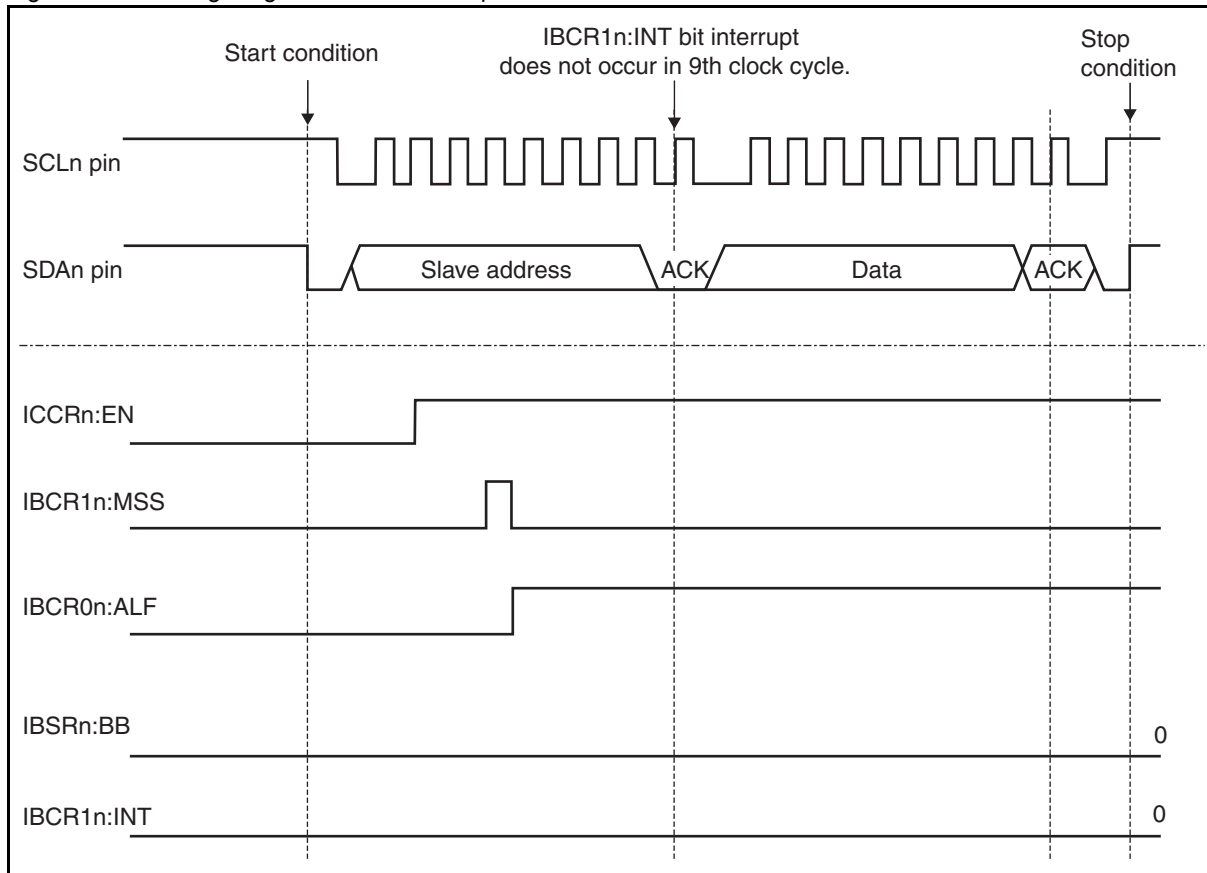 Start condition
IBCR1n:INT bit interrupt
does not occur in 9th clock cycle.
Stop
condition
SCLn pin
SDAn pin
Slave address
ACK
Data
ACK
ICCRn:EN
IBCR1n:MSS
IBCR0n:ALF
IBSRn:BB
0
IBCR1n:INT
0